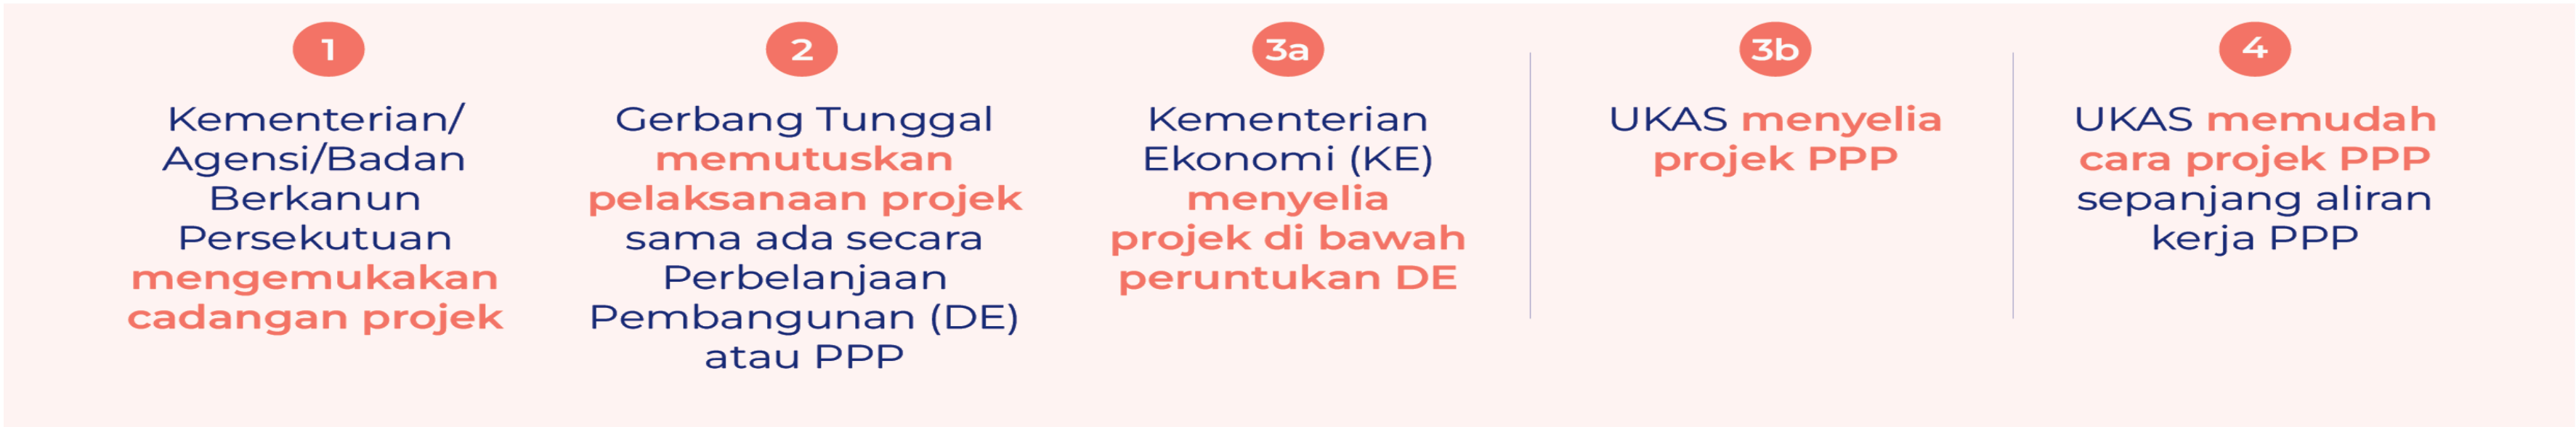 1
Kementerian/
Agensi/Badan
Berkanun
Persekutuan
mengemukakan
cadangan projek
2
Gerbang Tunggal
memutuskan
pelaksanaan projek
sama ada secara
Perbelanjaan
Pembangunan (DE)
atau PPP
3a
Kementerian
Ekonomi (KE)
menyelia
projek di bawah
peruntukan DE
3b
UKAS menyelia
projek PPP
4
UKAS memudah
cara projek PPP
sepanjang aliran
kerja PPP